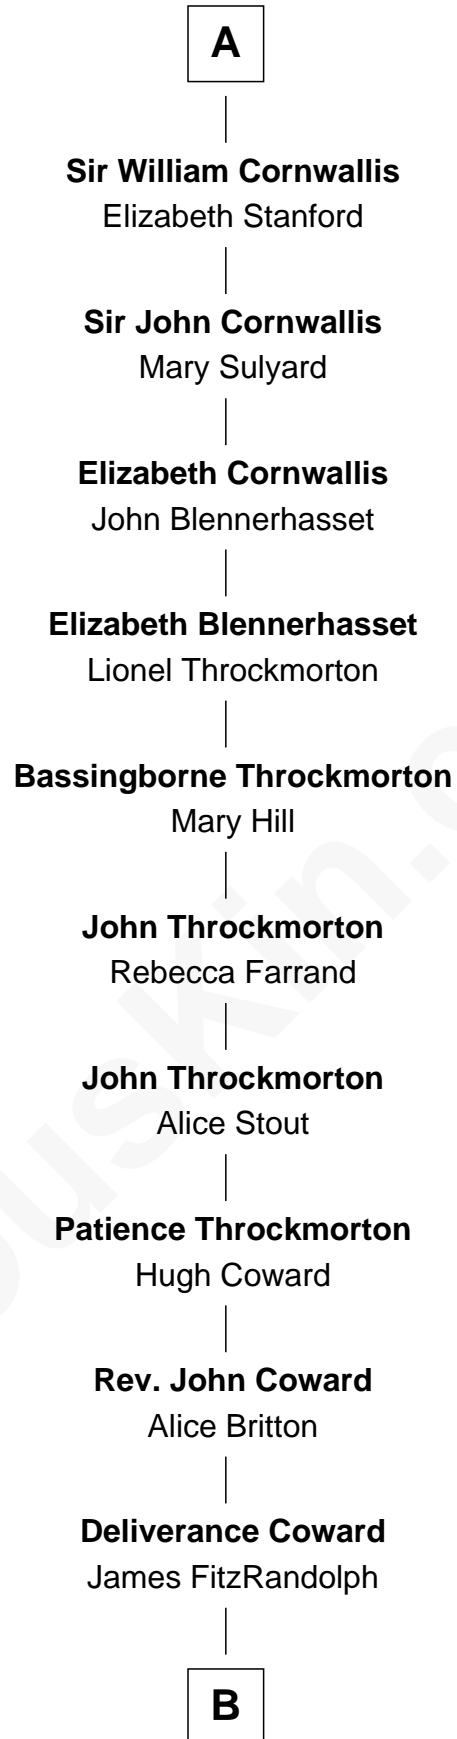 A
Sir William Cornwallis
Elizabeth Stanford
Sir John Cornwallis
Mary Sulyard
Elizabeth Cornwallis
John Blennerhasset
Elizabeth Blennerhasset
Lionel Throckmorton
Bassingborne Throckmorton
Mary Hill
John Throckmorton
Rebecca Farrand
John Throckmorton
Alice Stout
Patience Throckmorton
Hugh Coward
Rev. John Coward
Alice Britton
Deliverance Coward
James FitzRandolph
B